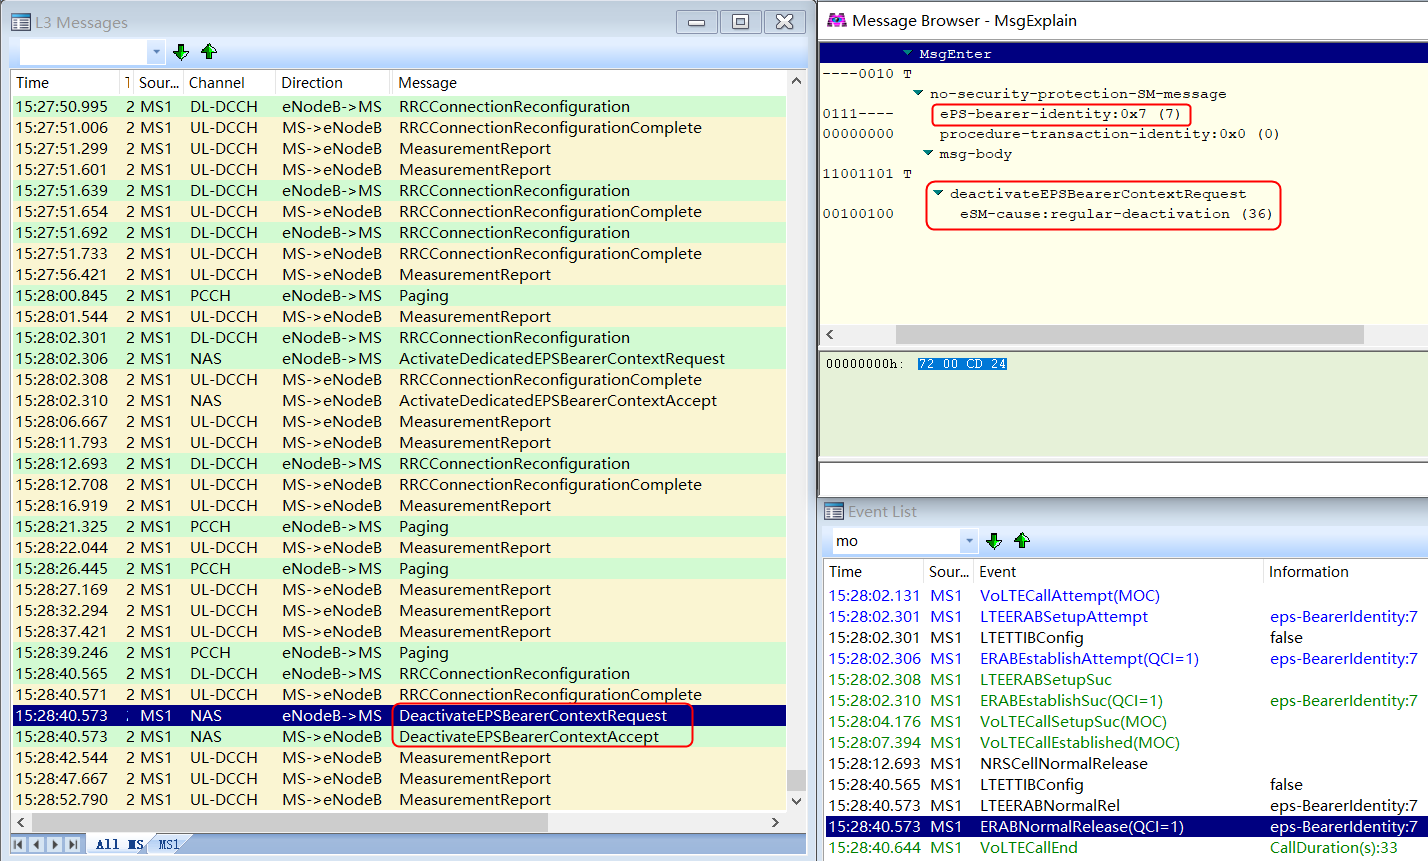 L3 Messages
Time T Sour... Channel Direction Message
15:27:50.995 2 MS1 DL-DCCH eNodeB->MS RRCConnectionReconfiguration
15:27:51.006 2 MS1 UL-DCCH MS->eNodeB RRCConnectionReconfigurationComplete
15:27:51.299 2 MS1 UL-DCCH MS->eNodeB MeasurementReport
15:27:51.601 2 MS1 UL-DCCH MS->eNodeB MeasurementReport
15:27:51.639 2 MS1 DL-DCCH eNodeB->MS RRCConnectionReconfiguration
15:27:51.654 2 MS1 UL-DCCH MS->eNodeB RRCConnectionReconfigurationComplete
15:27:51.692 2 MS1 DL-DCCH eNodeB->MS RRCConnectionReconfiguration
15:27:51.733 2 MS1 UL-DCCH MS->eNodeB RRCConnectionReconfigurationComplete
15:27:56.421 2 MS1 UL-DCCH MS->eNodeB MeasurementReport
15:28:00.845 2 MS1 PCCH eNodeB->MS Paging
15:28:01.544 2 MS1 UL-DCCH MS->eNodeB MeasurementReport
15:28:02.301 2 MS1 DL-DCCH eNodeB->MS RRCConnectionReconfiguration
15:28:02.306 2 MS1 NAS eNodeB->MS ActivateDedicatedEPSBearerContextRequest
15:28:02.308 2 MS1 UL-DCCH MS->eNodeB RRCConnectionReconfigurationComplete
15:28:02.310 2 MS1 NAS MS->eNodeB ActivateDedicatedEPSBearerContextAccept
15:28:06.667 2 MS1 UL-DCCH MS->eNodeB MeasurementReport
15:28:11.793 2 MS1 UL-DCCH MS->eNodeB MeasurementReport
15:28:12.693 2 MS1 DL-DCCH eNodeB->MS RRCConnectionReconfiguration
15:28:12.708 2 MS1 UL-DCCH MS->eNodeB RRCConnectionReconfigurationComplete
15:28:16.919 2 MS1 UL-DCCH MS->eNodeB MeasurementReport
15:28:21.325 2 MS1 PCCH eNodeB->MS Paging
15:28:22.044 2 MS1 UL-DCCH MS->eNodeB MeasurementReport
15:28:26.445 2 MS1 PCCH eNodeB->MS Paging
15:28:27.169 2 MS1 UL-DCCH MS->eNodeB MeasurementReport
15:28:32.294 2 MS1 UL-DCCH MS->eNodeB MeasurementReport
15:28:37.421 2 MS1 UL-DCCH MS->eNodeB MeasurementReport
15:28:39.246 2 MS1 PCCH eNodeB->MS Paging
15:28:40.565 2 MS1 DL-DCCH eNodeB->MS RRCConnectionReconfiguration
15:28:40.571 2 MS1 UL-DCCH MS->eNodeB RRCConnectionReconfigurationComplete
15:28:40.573 2 MS1 NAS eNodeB->MS DeactivateEPSBearerContextRequest
15:28:40.573 2 MS1 NAS MS->eNodeB DeactivateEPSBearerContextAccept
15:28:42.544 2 MS1 UL-DCCH MS->eNodeB MeasurementReport
15:28:47.667 2 MS1 UL-DCCH MS->eNodeB MeasurementReport
15:28:52.790 2 MS1 UL-DCCH MS->eNodeB MeasurementReport
All MS MS1
Message Browser - MsgExplain
MsgEnter
----0010 T
no-security-protection-SM-message
0111---- ePS-bearer-identity:0x7 (7)
00000000 procedure-transaction-identity:0x0 (0)
msg-body
11001101 T
deactivateEPSBearerContextRequest
00100100 eSM-cause:regular-deactivation (36)
00000000h: 72 00 CD 24
Event List
mo
Time Sour... Event Information
15:28:02.131 MS1 VoLTECallAttempt(MOC)
15:28:02.301 MS1 LTEERABSetupAttempt eps-BearerIdentity:7
15:28:02.301 MS1 LTETTIBConfig false
15:28:02.306 MS1 ERABEstablishAttempt(QCI=1) eps-BearerIdentity:7
15:28:02.308 MS1 LTEERABSetupSuc
15:28:02.310 MS1 ERABEstablishSuc(QCI=1) eps-BearerIdentity:7
15:28:04.176 MS1 VoLTECallSetupSuc(MOC)
15:28:07.394 MS1 VoLTECallEstablished(MOC)
15:28:12.693 MS1 NRSCellNormalRelease
15:28:40.565 MS1 LTETTIBConfig false
15:28:40.573 MS1 LTEERABNormalRel eps-BearerIdentity:7
15:28:40.573 MS1 ERABNormalRelease(QCI=1) eps-BearerIdentity:7
15:28:40.644 MS1 VoLTECallEnd CallDuration(s):33